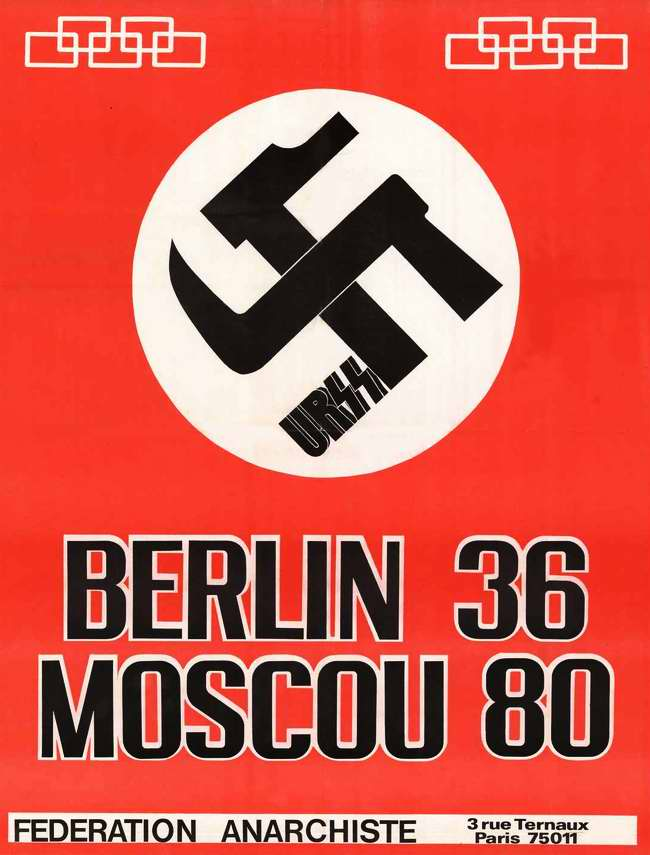 URSS
BERLIN 36
MOSCOU 80
FEDERATION ANARCHISTE
3 rue Ternaux
Paris 75011